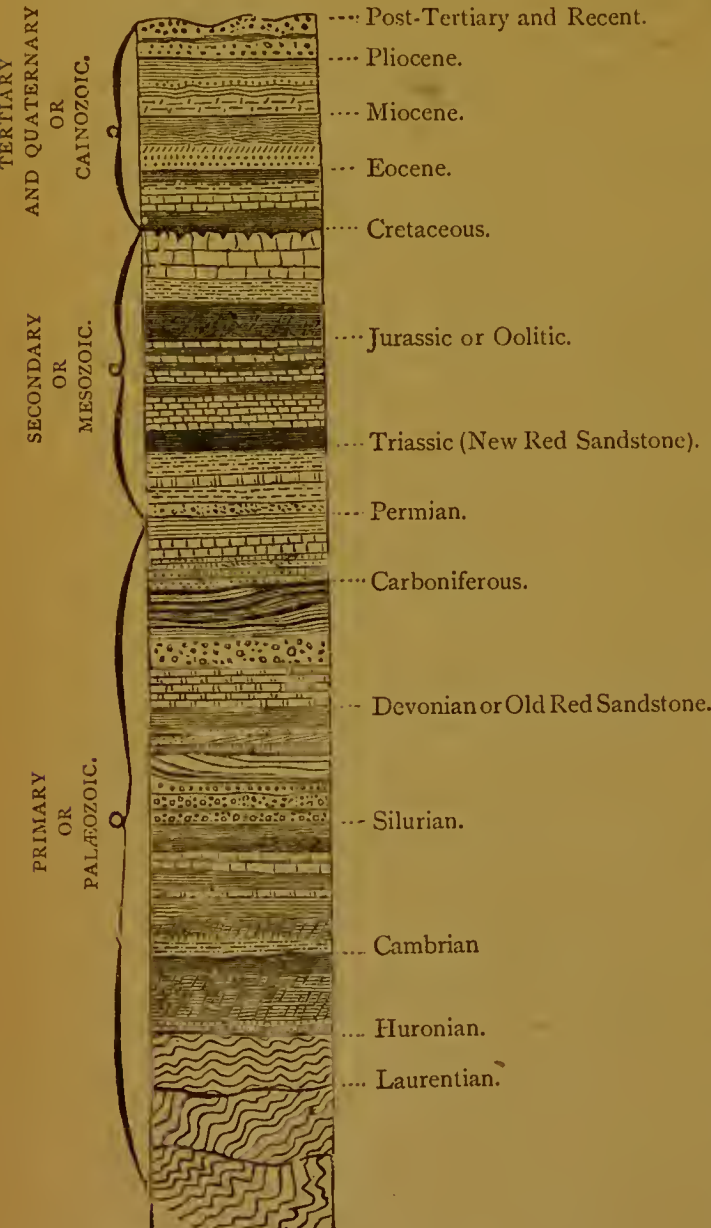 Post-Tertiary and Recent.
Pliocene.
Miocene.
Eocene.
Cretaceous.
Jurassic or Oolitic.
Triassic (New Red Sandstone).
Permian.
Carboniferous.
Devonian or Old Red Sandstone.
Silurian.
Cambrian
Huronian.
Laurentian.
TERTIARY
AND QUATERNARY
OR
CAINOZOIC.
SECONDARY
OR
MESOZOIC.
PRIMARY
OR
PALÆOZOIC.